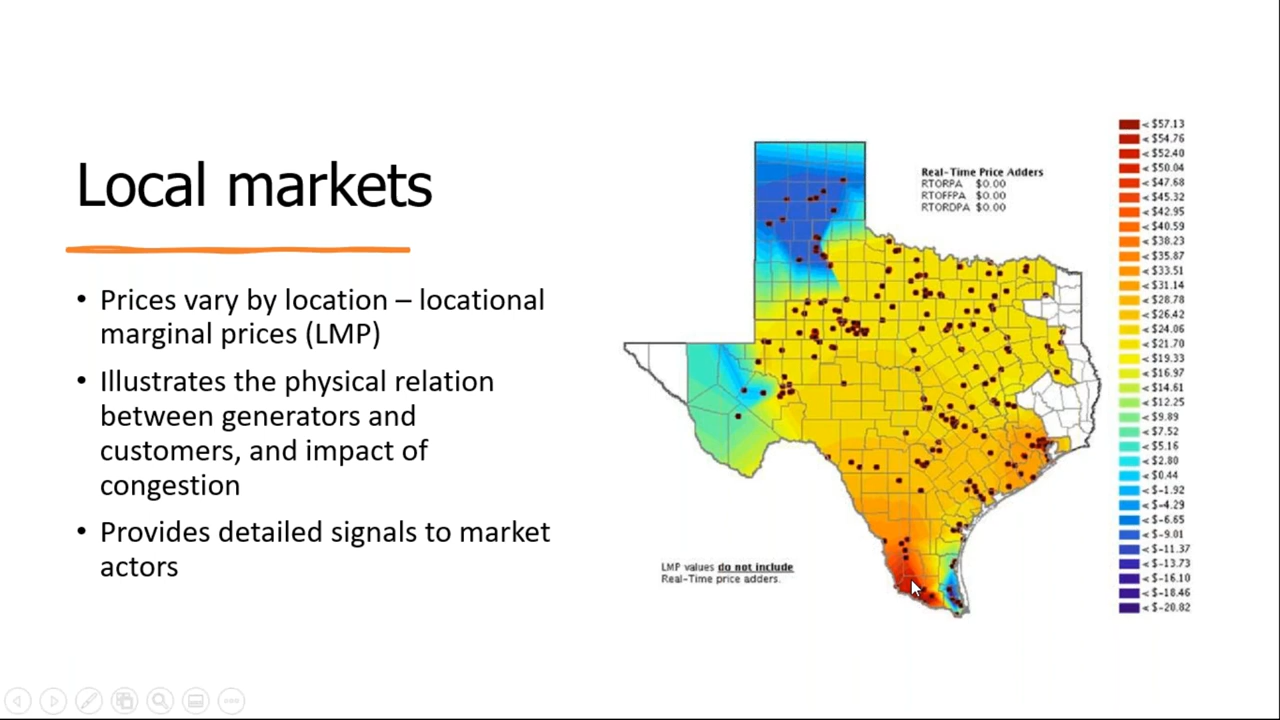 Local markets
• Prices vary by location – locational
marginal prices (LMP)
• Illustrates the physical relation
between generators and
customers, and impact of
congestion
• Provides detailed signals to market
actors
Real-Time Price Adders
RTORPA $0.00
RTOFFPA $0.00
RTORDPA $0.00
LMP values do not include
Real-Time price adders.
< $57.13
< $54.76
< $52.40
< $50.04
< $47.68
< $45.32
< $42.95
< $40.59
< $38.23
< $35.87
< $33.51
< $31.14
< $28.78
< $26.42
< $24.06
< $21.70
< $19.33
< $16.97
< $14.61
< $12.25
< $9.89
< $7.52
< $5.16
< $2.80
< $0.44
< $-1.92
< $-4.29
< $-6.65
< $-9.01
< $-11.37
< $-13.73
< $-16.10
< $-18.46
< $-20.82